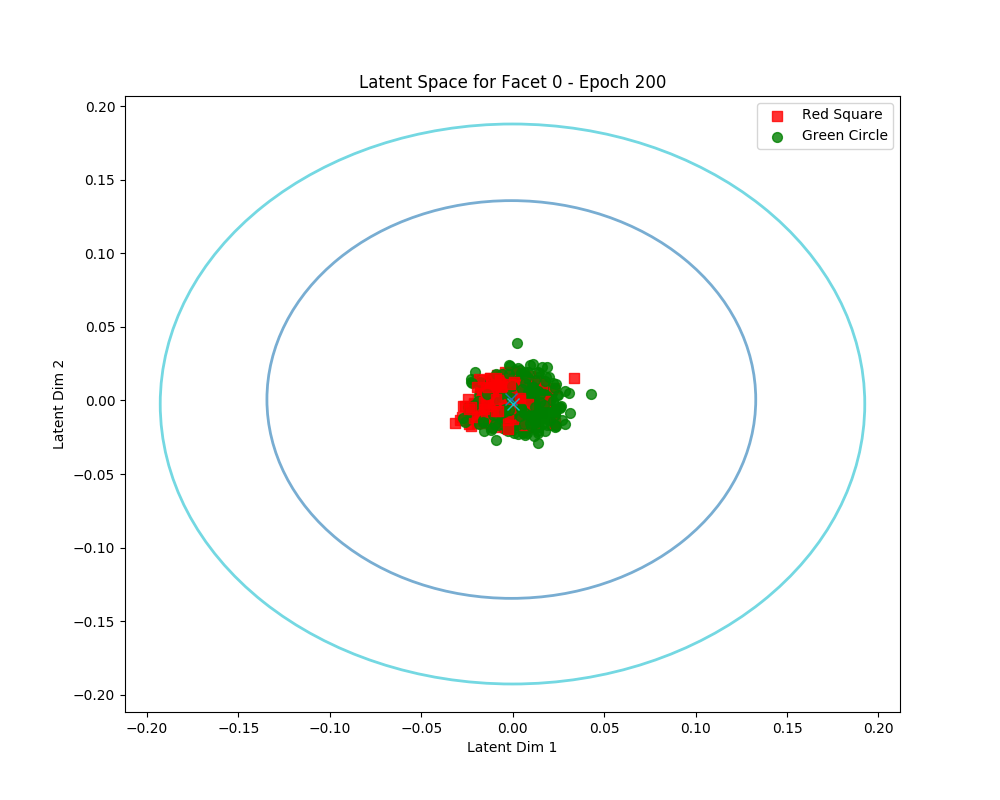 Latent Space for Facet 0 - Epoch 200
Red Square
Green Circle
0.20
0.15
0.10
0.05
0.00
−0.05
−0.10
−0.15
−0.20
Latent Dim 2
−0.20 −0.15 −0.10 −0.05 0.00 0.05 0.10 0.15 0.20
Latent Dim 1